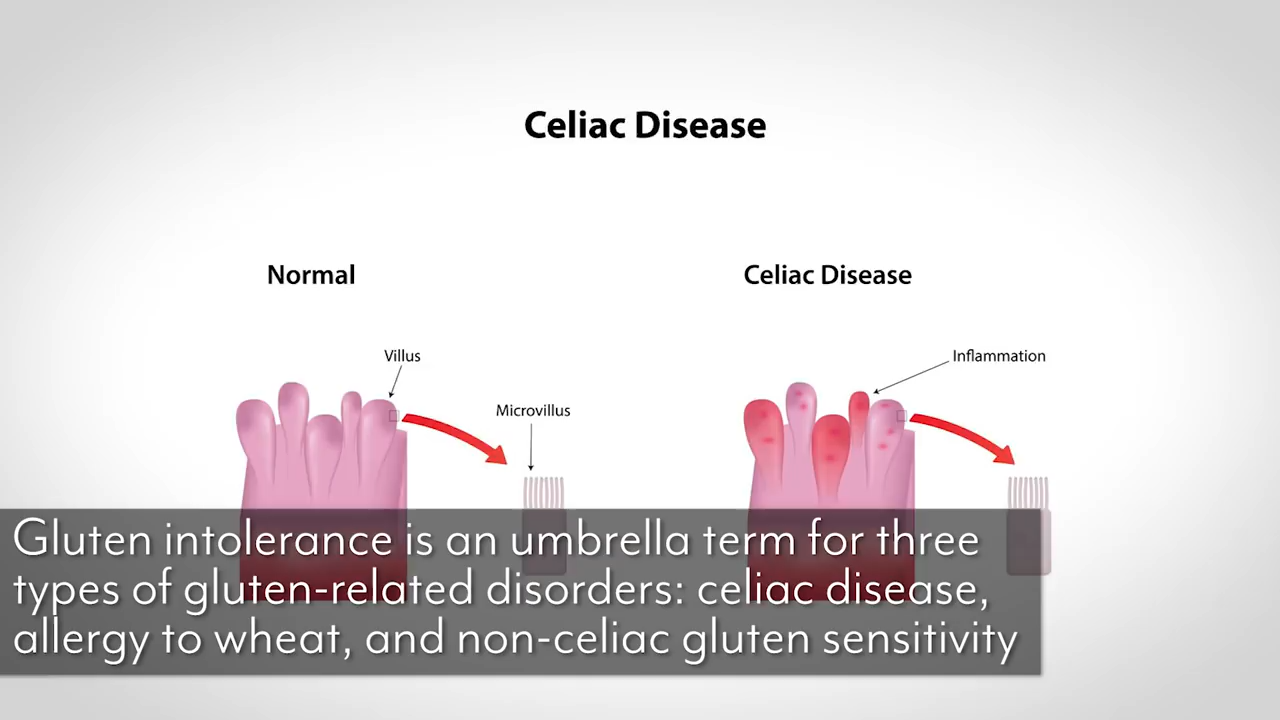 Celiac Disease
Normal
Celiac Disease
Villus
Inflammation
Microvillus
Gluten intolerance is an umbrella term for three
types of gluten-related disorders: celiac disease,
allergy to wheat, and non-celiac gluten sensitivity